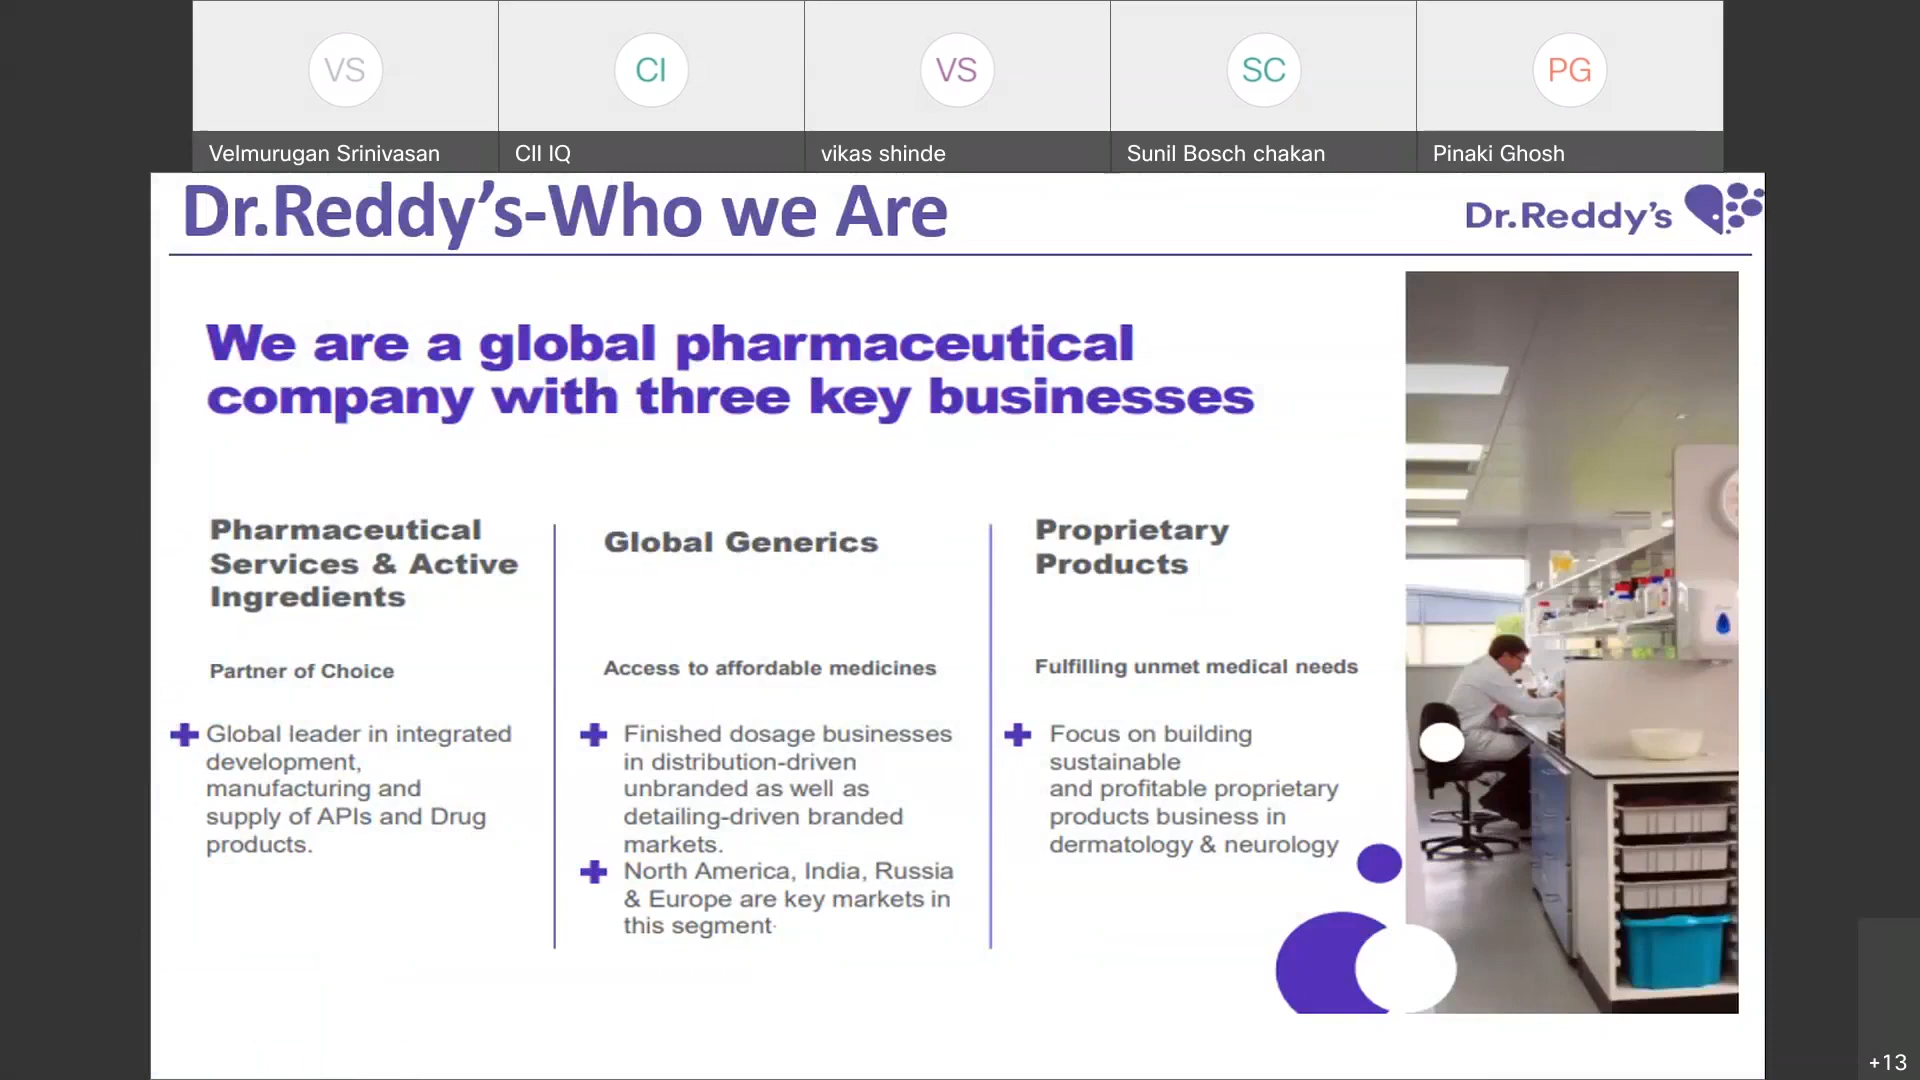 VS
CI
VS
SC
PG
Velmurugan Srinivasan
CII IQ
vikas shinde
Sunil Bosch chakan
Pinaki Ghosh
Dr.Reddy’s-Who we Are
Dr.Reddy’s
We are a global pharmaceutical
company with three key businesses
Pharmaceutical
Services & Active
Ingredients
Partner of Choice
Global leader in integrated
development,
manufacturing and
supply of APIs and Drug
products.
Global Generics
Access to affordable medicines
Finished dosage businesses
in distribution-driven
unbranded as well as
detailing-driven branded
markets.
North America, India, Russia
& Europe are key markets in
this segment.
Proprietary
Products
Fulfilling unmet medical needs
Focus on building
sustainable
and profitable proprietary
products business in
dermatology & neurology
+13